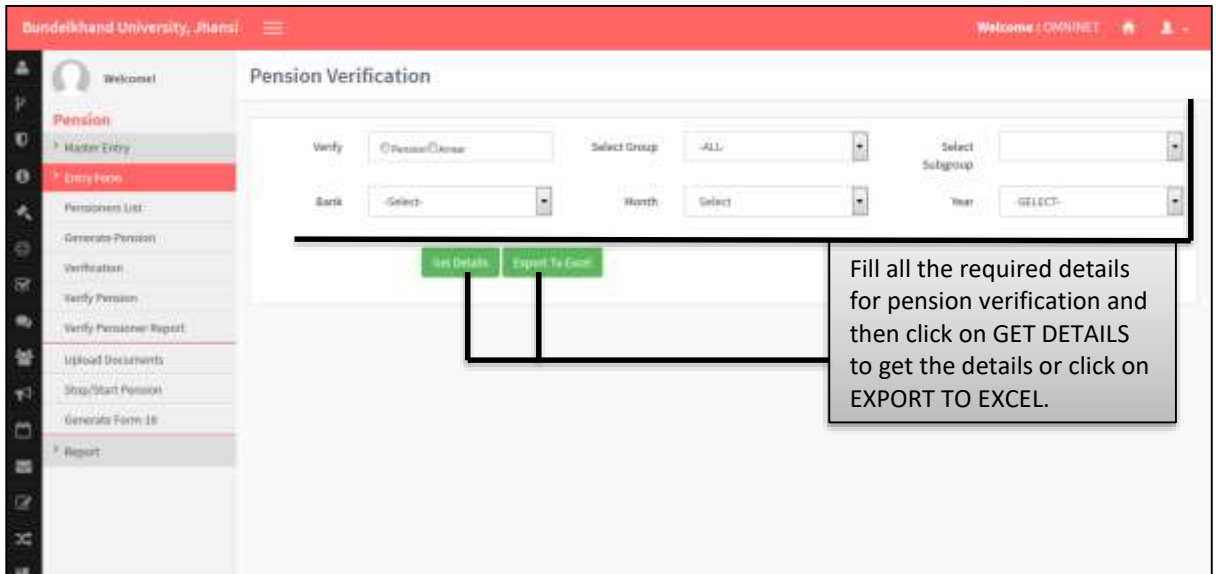 Bundelkhand University, Jhansi
Welcome : OMNINET
Welcome!
Pension Verification
Pension
Master Entry
Entry Form
Pensioners List
Generate Pension
Verification
Verify Pension
Verify Pensioner Report
Upload Documents
Stop/Start Pension
Generate Form 16
Report
Verify Pension Arrear Select Group -ALL- Select Subgroup
Bank -Select- Month Select Year -SELECT-
Get Details Export To Excel
Fill all the required details
for pension verification and
then click on GET DETAILS
to get the details or click on
EXPORT TO EXCEL.